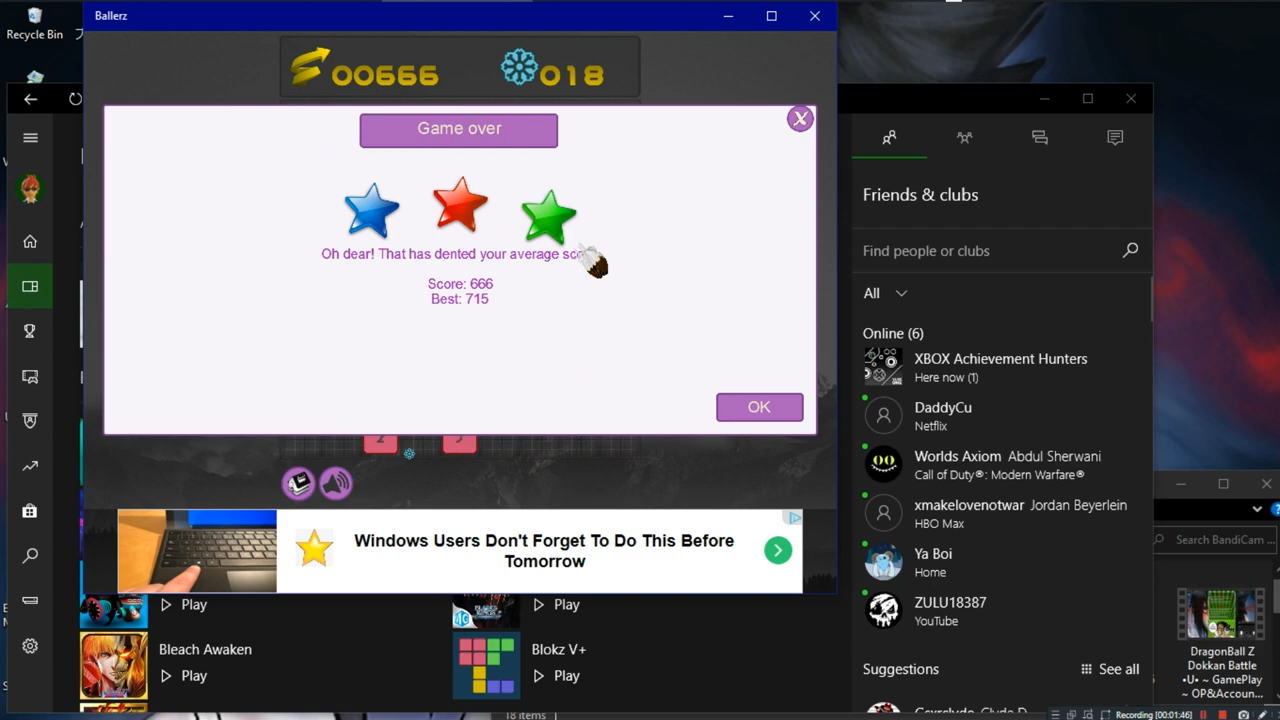 Recycle Bin
Ballerz
00666
018
Game over
X
Oh dear! That has dented your average
Score: 666
Best: 715
OK
Windows Users Don't Forget To Do This Before
Tomorrow
Play
Play
Bleach Awaken
Play
Blokz V+
Play
18 items
Friends & clubs
Find people or clubs
All
Online (6)
XBOX Achievement Hunters
Here now (1)
DaddyCu
Netflix
Worlds Axiom Abdul Sherwani
Call of Duty®: Modern Warfare®
xmakelovenotwar Jordan Beyerlein
HBO Max
Ya Boi
Home
ZULU18387
YouTube
Suggestions
See all
Search BandiCam ...
DragonBall Z
Dokkan Battle
•U• ~ GamePlay
~ OP&Accoun...
Recording [00:01:46]